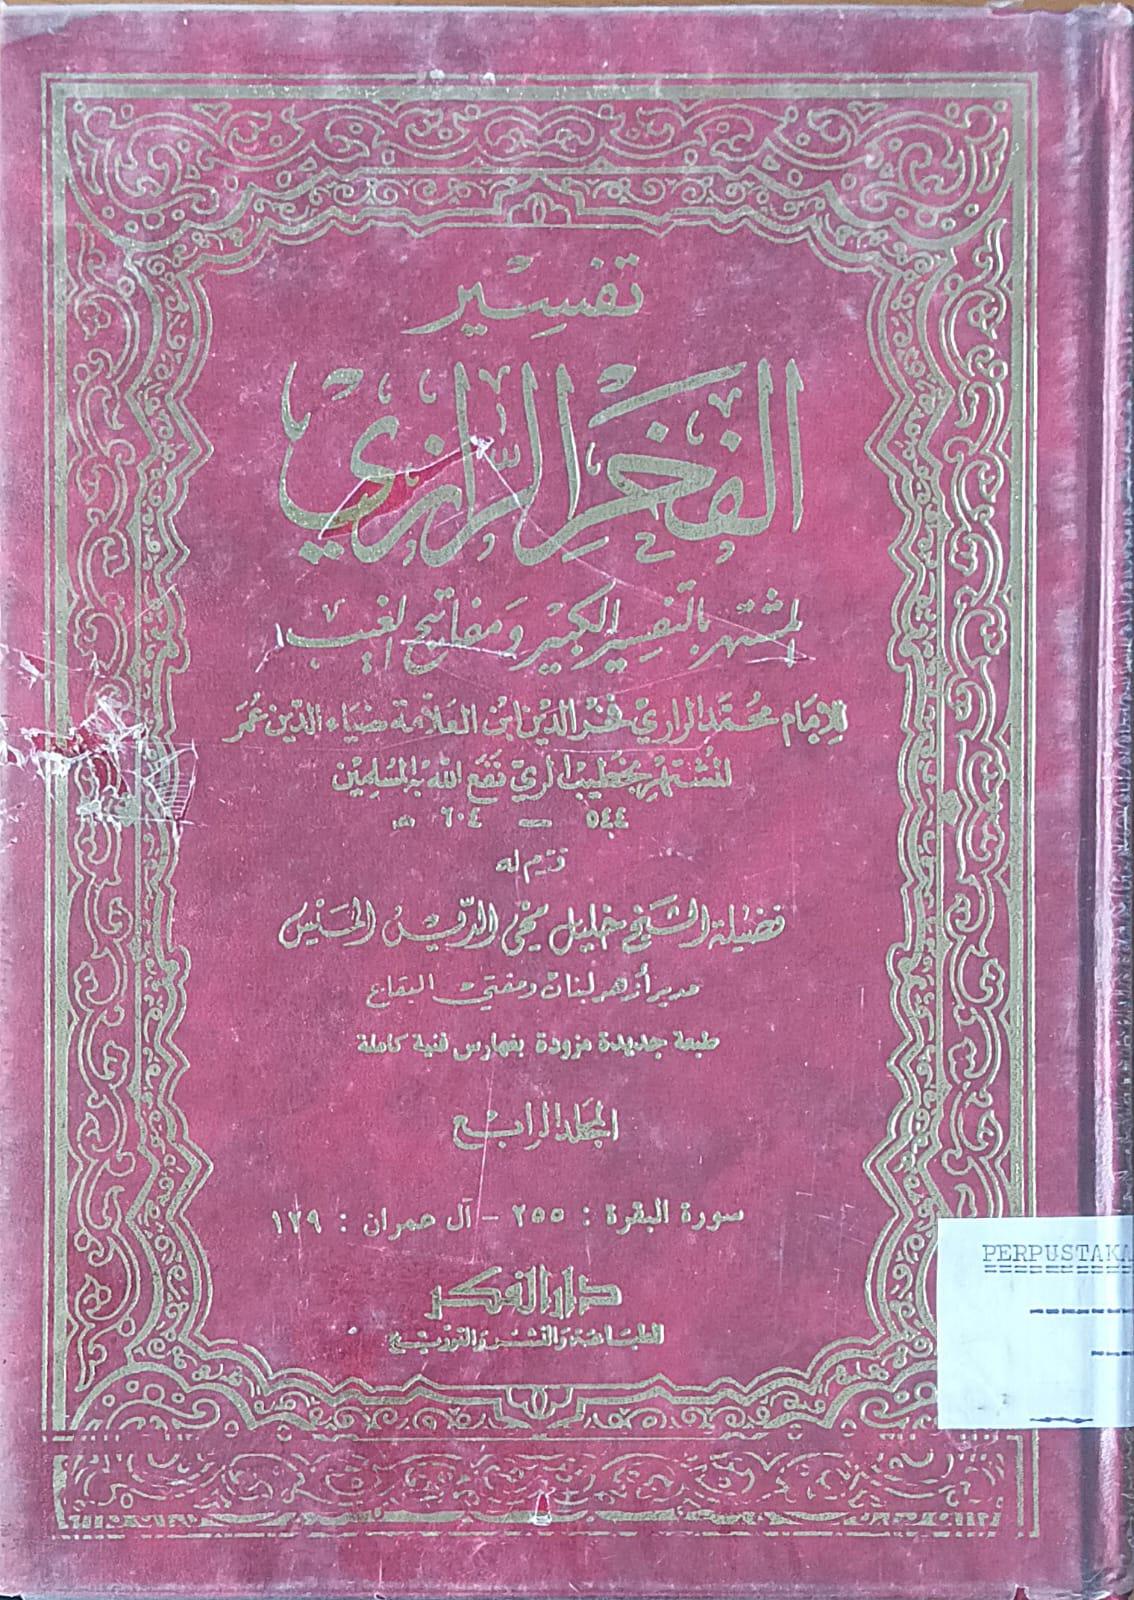 تفسير
الفخر الرازي
المشتهر بالتفسير الكبير ومفاتيح الغيب
للإمام محمد الرازي فخر الدين ابن العلامة ضياء الدين عمر
المشتهر بخطيب الري نفع الله به المسلمين
٥٤٤ — ٦٠٤ هـ
قدم له
فضيلة الشيخ خليل محيي الدين الميس
مدير أزهر لبنان ومفتي البقاع
طبعة جديدة مزودة بفهارس فنية كاملة
المجلد الرابع
سورة البقرة : ٢٥٥ - آل عمران : ١٢٩
دار الفكر
للطباعة والنشر والتوزيع
PERPUSTAKA